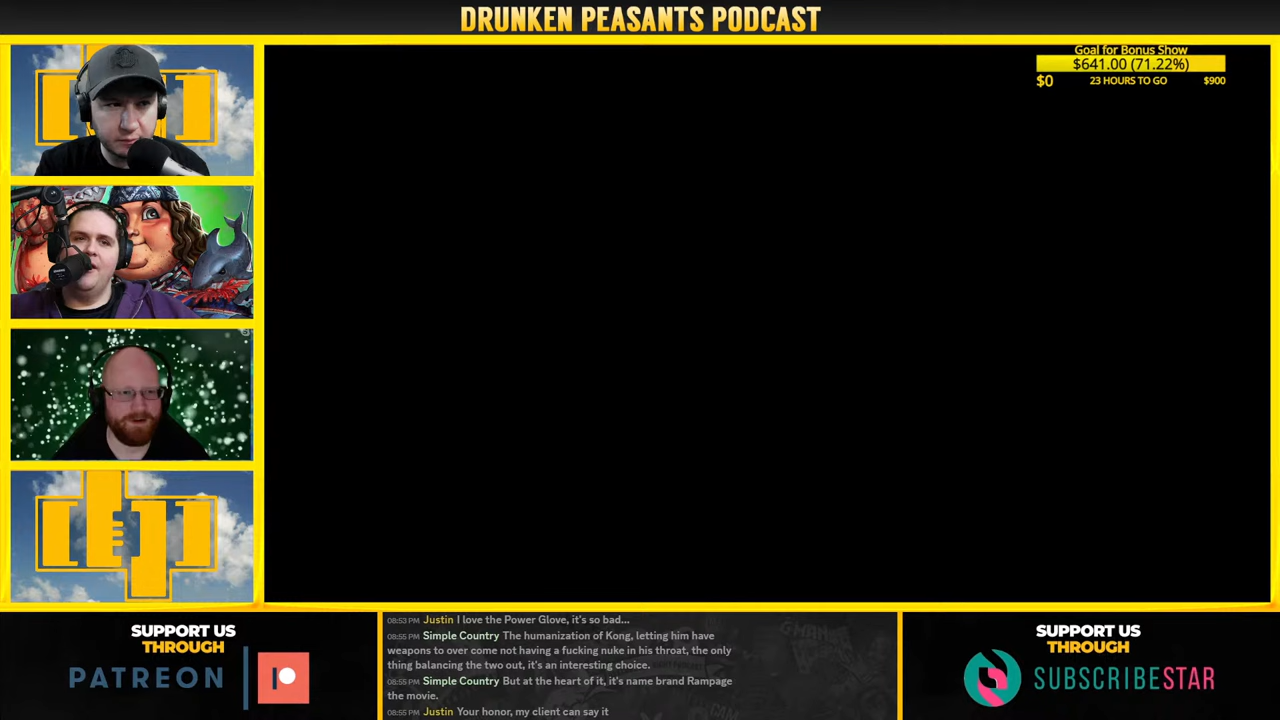 DRUNKEN PEASANTS PODCAST
Goal for Bonus Show
$641.00 (71.22%)
$0 23 HOURS TO GO $900
SUPPORT US
THROUGH
PATREON
08:53 PM Justin I love the Power Glove, it's so bad...
08:55 PM Simple Country The humanization of Kong, letting him have
weapons to over come not having a fucking nuke in his throat, the only
thing balancing the two out, it's an interesting choice.
08:55 PM Simple Country But at the heart of it, it's name brand Rampage
the movie.
08:55 PM Justin Your honor, my client can say it
SUPPORT US
THROUGH
SUBSCRIBESTAR